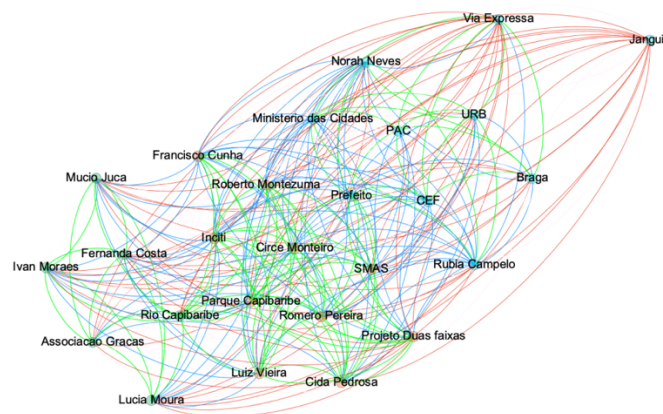 Via Expressa
Jangui
Norah Neves
Ministerio das Cidades
URB
PAC
Francisco Cunha
Mucio Juca
Roberto Montezuma
Braga
Prefeito
CEF
Inciti
Circe Monteiro
Fernanda Costa
Ivan Moraes
SMAS
Rubia Campelo
Parque Capibaribe
Rio Capibaribe
Romero Pereira
Associacao Gracas
Projeto Duas faixas
Luiz Vieira
Cida Pedrosa
Lucia Moura